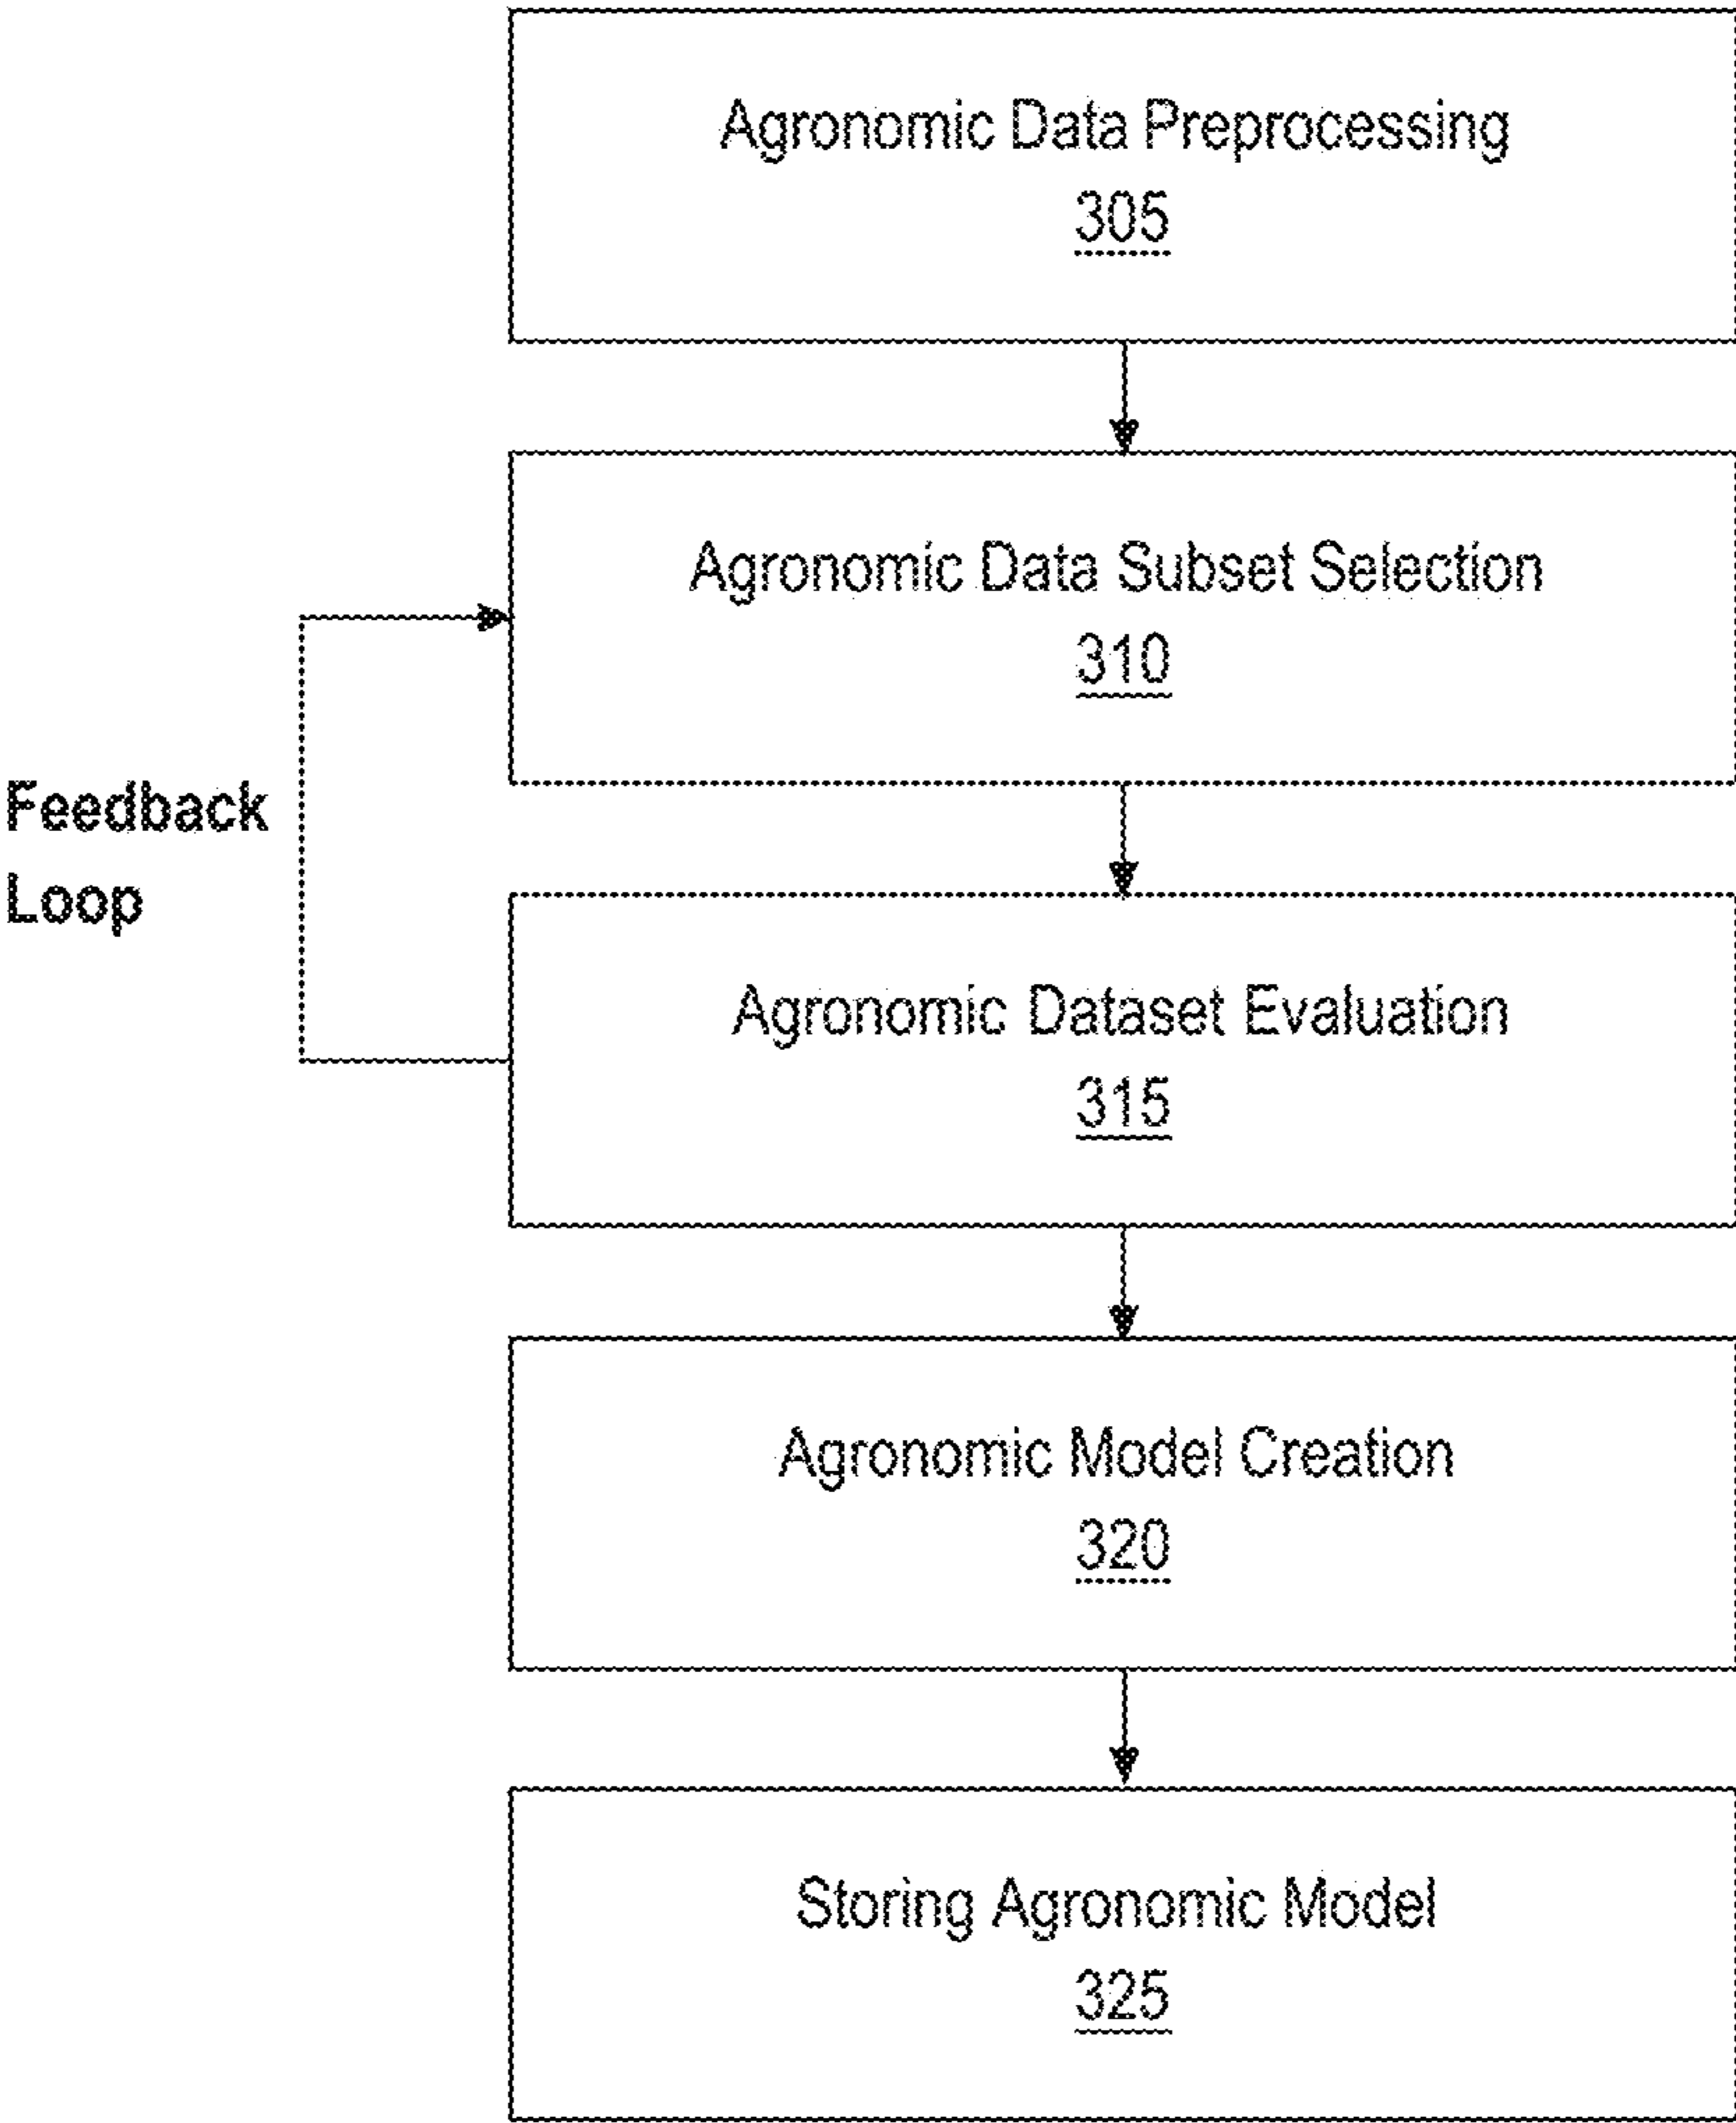 Agronomic Data Preprocessing
305
Agronomic Data Subset Selection
310
Feedback
Loop
Agronomic Dataset Evaluation
315
Agronomic Model Creation
320
Storing Agronomic Model
325